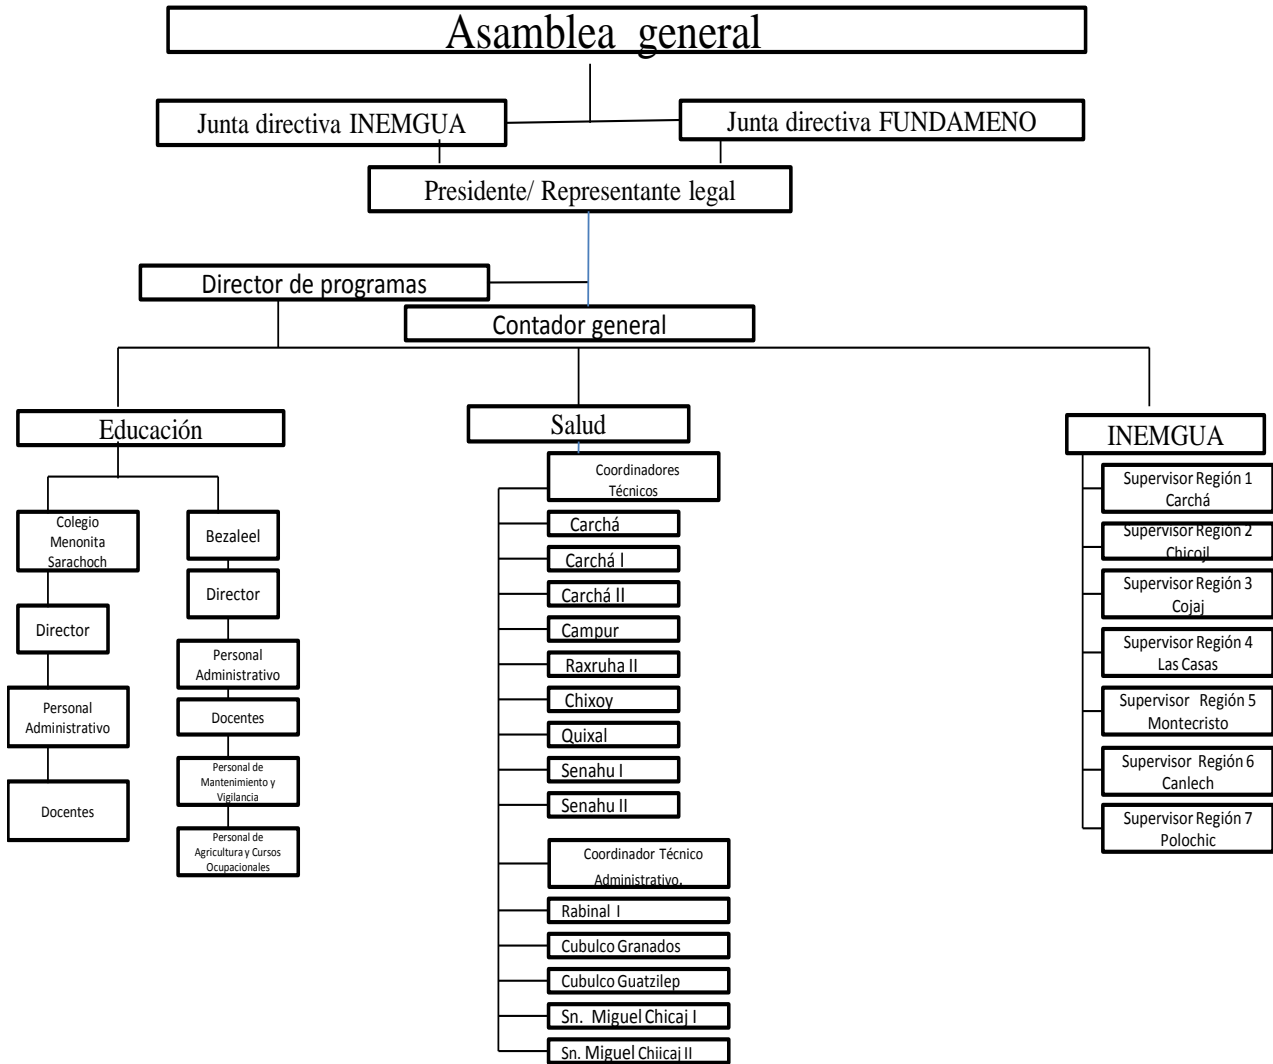 Asamblea general
Junta directiva INEMGUA
Junta directiva FUNDAMENO
Presidente/ Representante legal
Director de programas
Contador general
Educación
Colegio
Menonita
Sarachoch
Director
Personal
Administrativo
Docentes
Bezaleel
Director
Personal
Administrativo
Docentes
Personal de
Mantenimiento y
Vigilancia
Personal de
Agricultura y Cursos
Ocupacionales
Salud
Coordinadores
Técnicos
Carchá
Carchá I
Carchá II
Campur
Raxruha II
Chixoy
Quixal
Senahu I
Senahu II
Coordinador Técnico
Administrativo.
Rabinal I
Cubulco Granados
Cubulco Guatzilep
Sn. Miguel Chicaj I
Sn. Miguel Chiicaj II
INEMGUA
Supervisor Región 1
Carchá
Supervisor Región 2
Chicojl
Supervisor Región 3
Cojaj
Supervisor Región 4
Las Casas
Supervisor Región 5
Montecristo
Supervisor Región 6
Canlech
Supervisor Región 7
Polochic